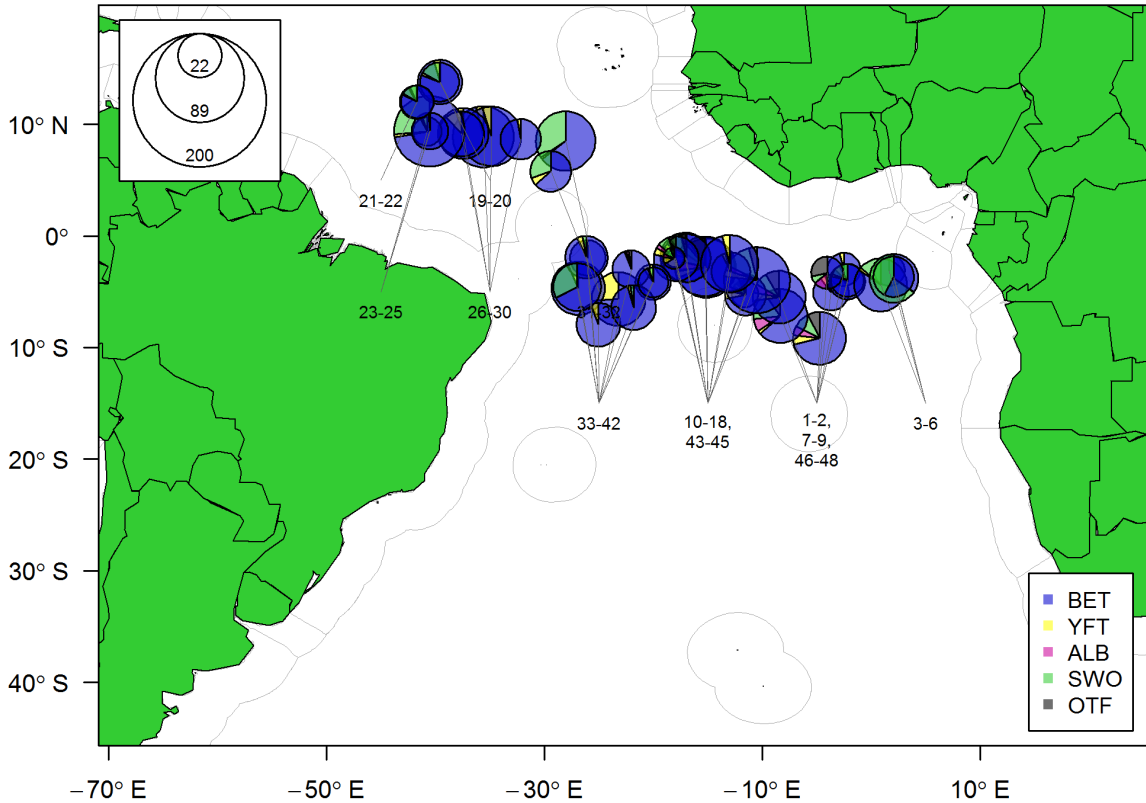 22
89
200
10° N
0°
10° S
20° S
30° S
40° S
21-22
19-20
23-25
26-30
33-42
10-18,
43-45
1-2,
7-9,
46-48
3-6
BET
YFT
ALB
SWO
OTF
−70° E
−50° E
−30° E
−10° E
10° E